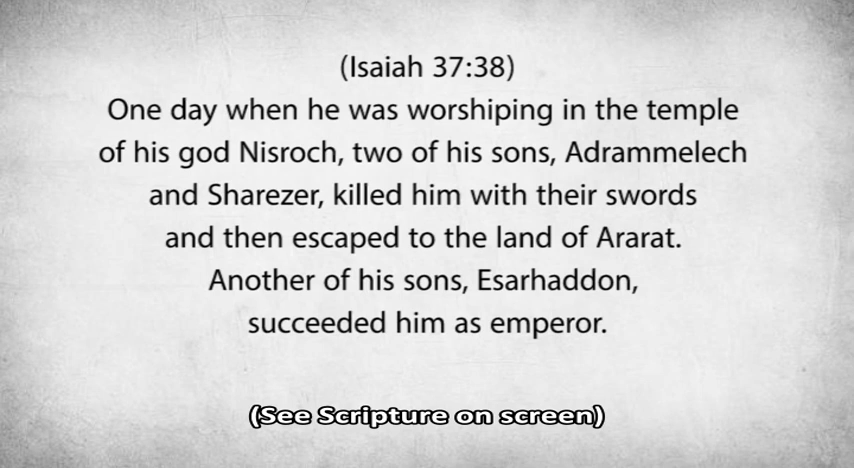 (Isaiah 37:38)
One day when he was worshiping in the temple
of his god Nisroch, two of his sons, Adrammelech
and Sharezer, killed him with their swords
and then escaped to the land of Ararat.
Another of his sons, Esarhaddon,
succeeded him as emperor.
(See Scripture on screen)